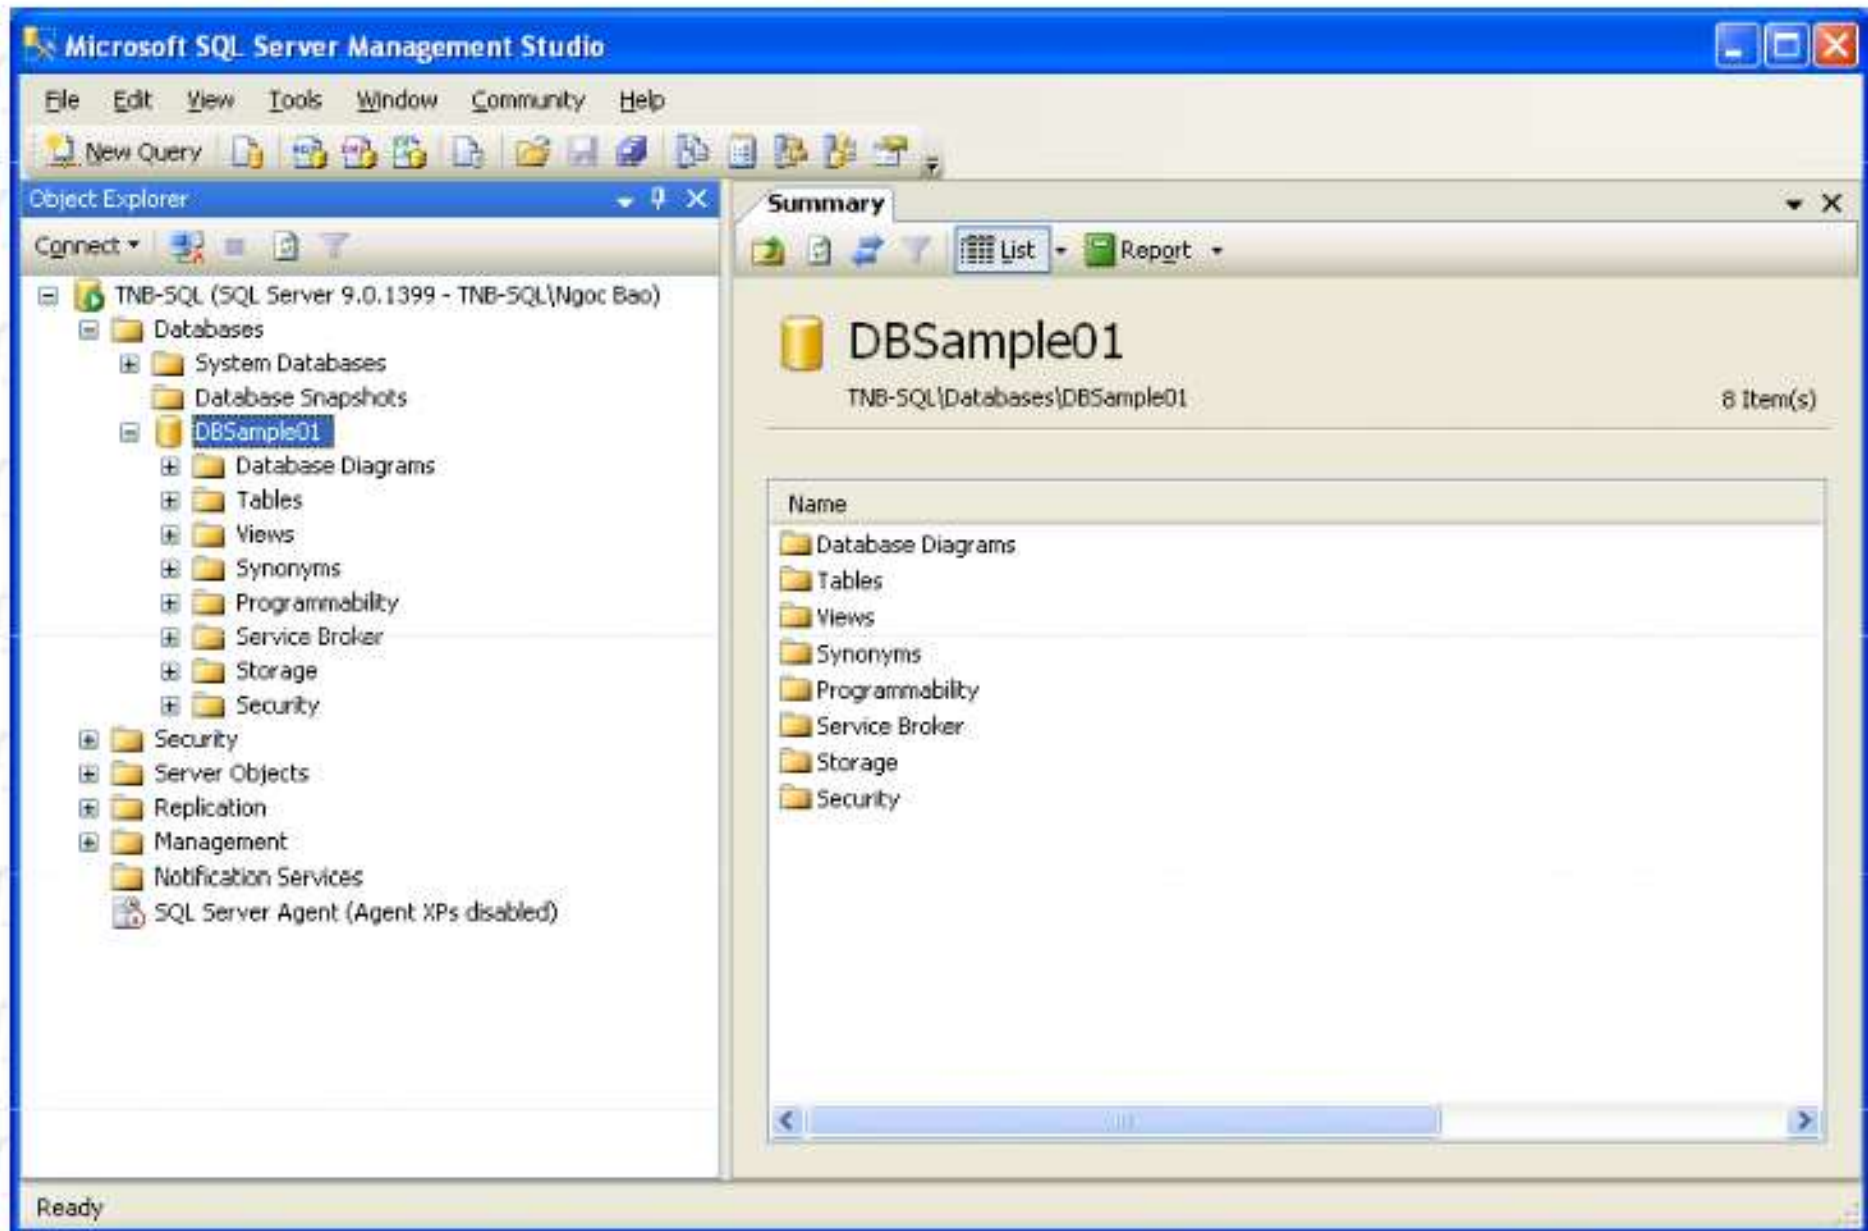 Microsoft SQL Server Management Studio
File Edit View Tools Window Community Help
New Query
Object Explorer
Connect
TNB-SQL (SQL Server 9.0.1399 - TNB-SQL\Ngoc Bao)
Databases
System Databases
Database Snapshots
DBSample01
Database Diagrams
Tables
Views
Synonyms
Programmability
Service Broker
Storage
Security
Security
Server Objects
Replication
Management
Notification Services
SQL Server Agent (Agent XPs disabled)
Summary
List Report
DBSample01
TNB-SQL\Databases\DBSample01 8 Item(s)
Name
Database Diagrams
Tables
Views
Synonyms
Programmability
Service Broker
Storage
Security
Ready